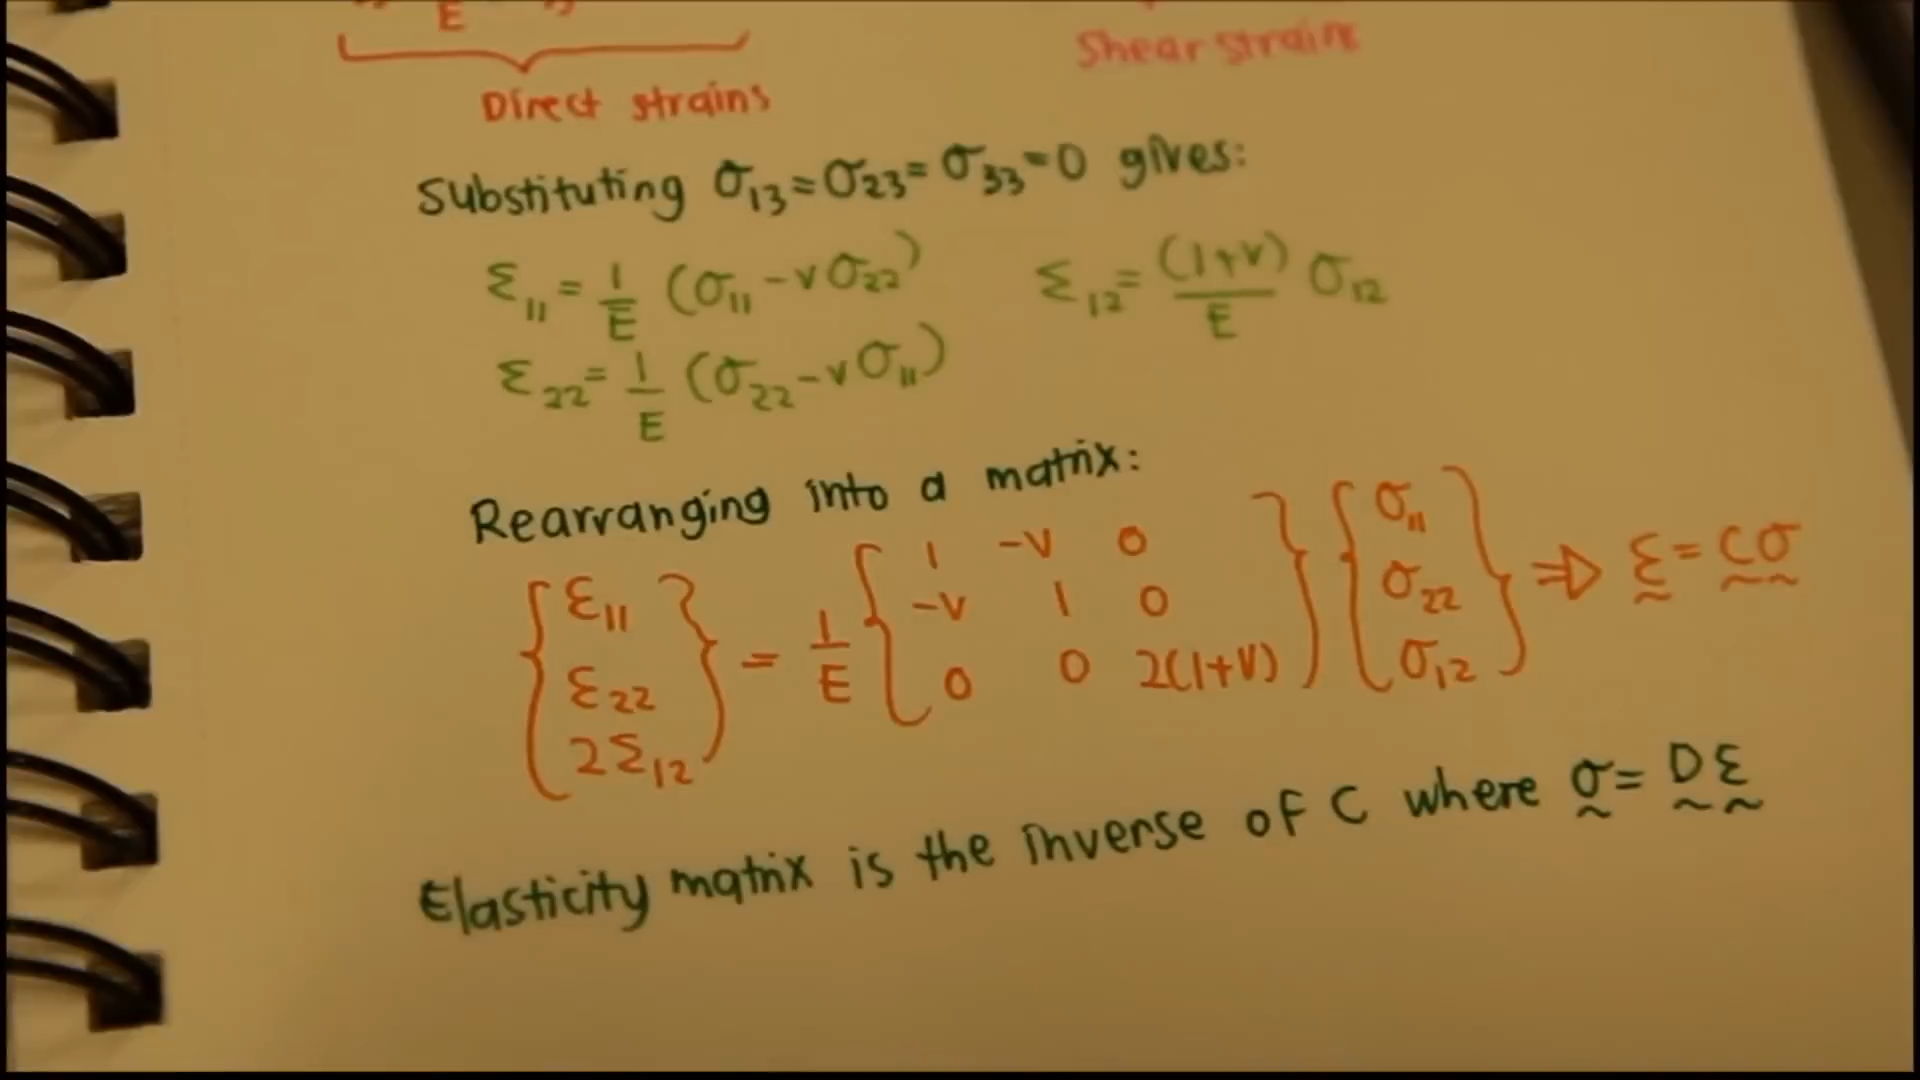 E
Direct strains
Shear strains
Substituting σ₁₃=σ₂₃=σ₃₃=0 gives:
ε₁₁ = 1/E (σ₁₁ - νσ₂₂)
ε₁₂ = (1+ν)/E σ₁₂
ε₂₂ = 1/E (σ₂₂ - νσ₁₁)
Rearranging into a matrix:
{ε₁₁ ε₂₂ 2ε₁₂} = 1/E {1 -ν 0 -ν 1 0 0 0 2(1+ν)} {σ₁₁ σ₂₂ σ₁₂} ⇒ ε = Cσ
Elasticity matrix is the inverse of C where σ = Dε